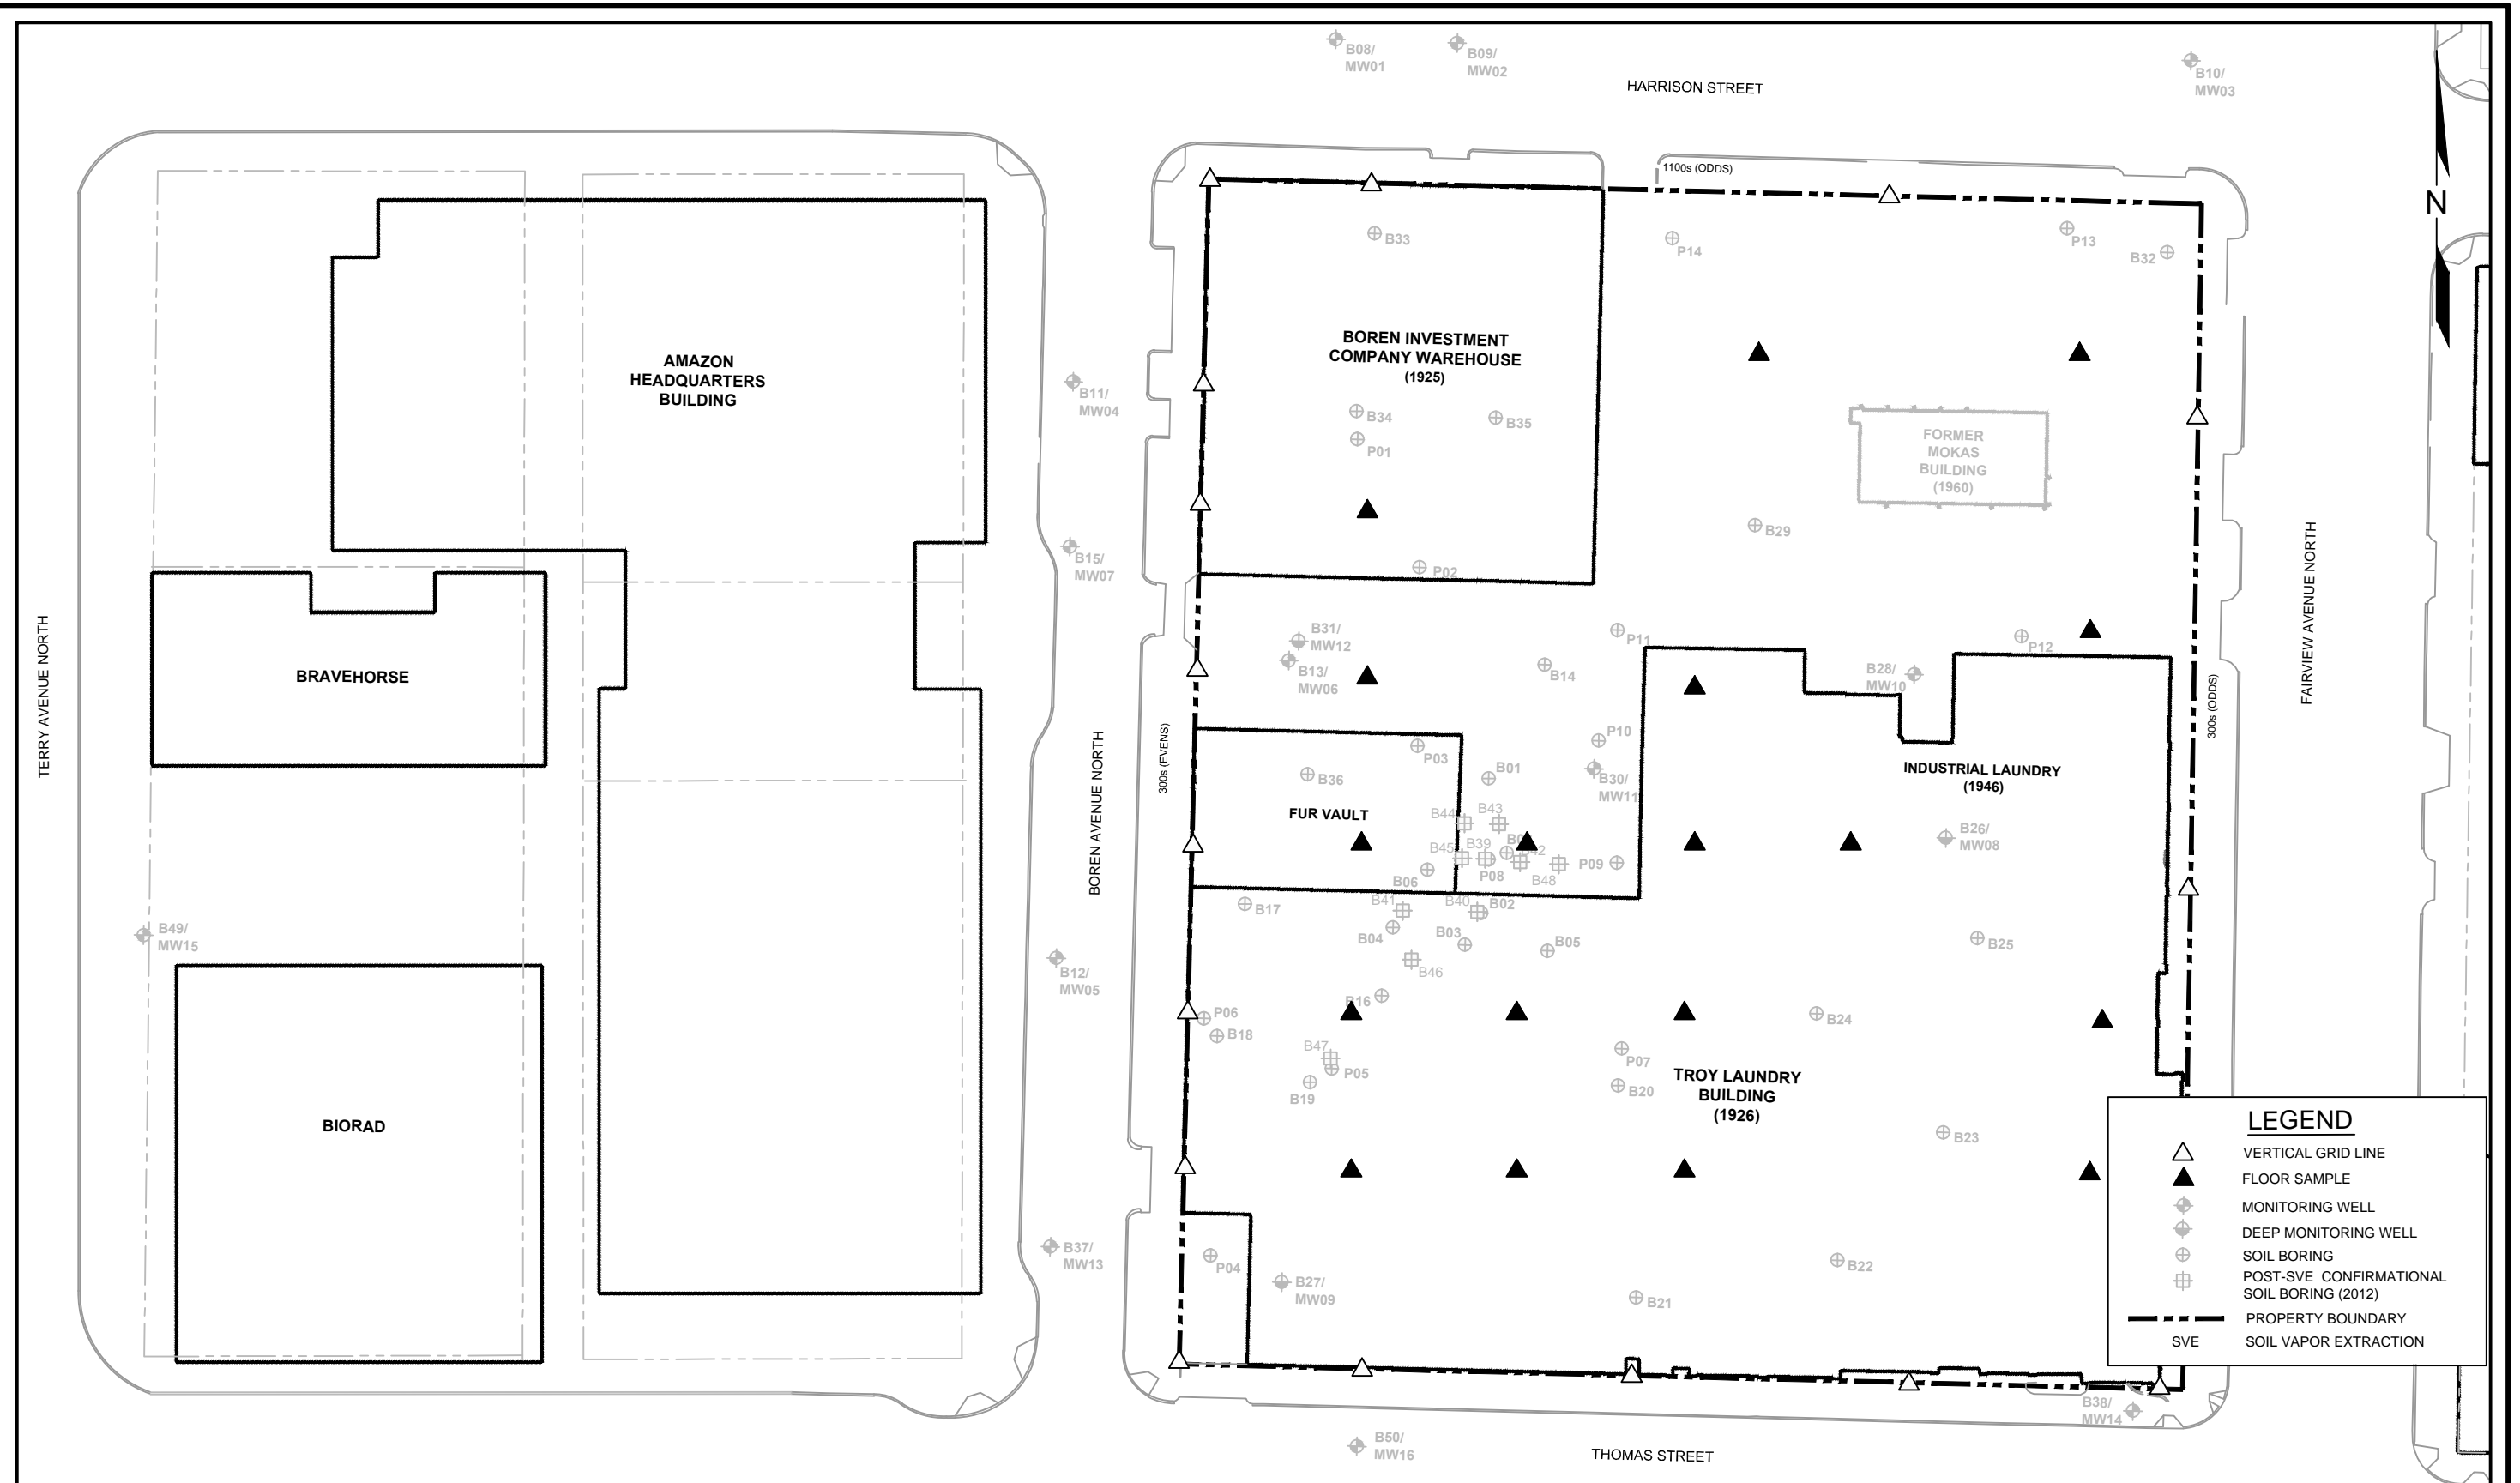 B08/
MW01
B09/
MW02
B10/
MW03
HARRISON STREET
1100s (ODDS)
N
B33
P14
P13
B32
BOREN INVESTMENT
COMPANY WAREHOUSE
(1925)
AMAZON
HEADQUARTERS
BUILDING
B11/
MW04
B34
B35
P01
FORMER
MOKAS
BUILDING
(1960)
B29
B15/
MW07
P02
B31/
MW12
B13/
MW06
P11
B14
P12
B28/
MW10
BRAVEHORSE
TERRY AVENUE NORTH
BOREN AVENUE NORTH
300s (EVENS)
300s (ODDS)
FAIRVIEW AVENUE NORTH
P03
P10
B36
B01
B30/
MW11
INDUSTRIAL LAUNDRY
(1946)
FUR VAULT
B44
B43
B45
B39
P08
B48
P09
B06
B26/
MW08
B17
B41
B40
B02
B04
B03
B05
B46
B25
B49/
MW15
B12/
MW05
B16
P06
B18
B24
B47
P05
B19
P07
B20
TROY LAUNDRY
BUILDING
(1926)
BIORAD
B23
B37/
MW13
P04
B27/
MW09
B22
B21
LEGEND
VERTICAL GRID LINE
FLOOR SAMPLE
MONITORING WELL
DEEP MONITORING WELL
SOIL BORING
POST-SVE CONFIRMATIONAL
SOIL BORING (2012)
PROPERTY BOUNDARY
SVE SOIL VAPOR EXTRACTION
B38/
MW14
B50/
MW16
THOMAS STREET